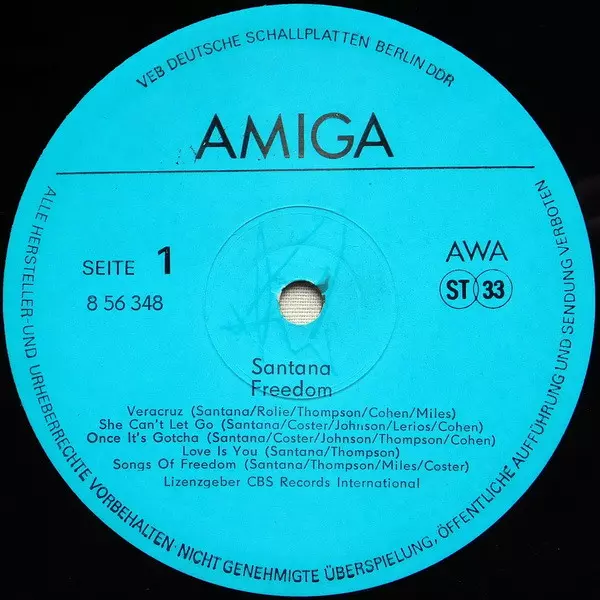 VEB DEUTSCHE SCHALLPLATTEN BERLIN DDR
AMIGA
SEITE 1
8 56 348
AWA
ST 33
Santana
Freedom
Veracruz (Santana/Rolie/Thompson/Cohen/Miles)
She Can't Let Go (Santana/Coster/Johnson/Lerios/Cohen)
Once It's Gotcha (Santana/Coster/Johnson/Thompson/Cohen)
Love Is You (Santana/Thompson)
Songs Of Freedom (Santana/Thompson/Miles/Coster)
Lizenzgeber CBS Records International
ALLE HERSTELLER- UND URHEBERRECHTE VORBEHALTEN · NICHT GENEHMIGTE ÜBERSPIELUNG, ÖFFENTLICHE AUFFÜHRUNG UND SENDUNG VERBOTEN